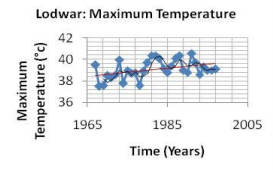 Lodwar: Maximum Temperature
Maximum
Temperature (°c)
42
40
38
36
1965
1985
2005
Time (Years)